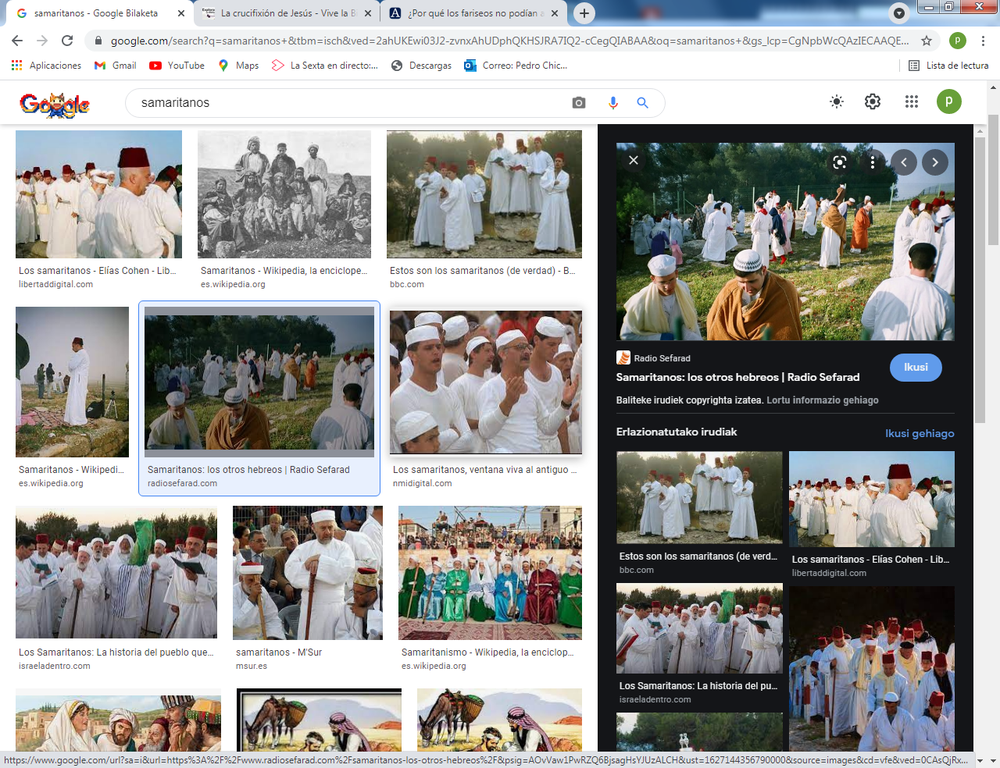 samaritanos - Google Bilaketa
La crucifixión de Jesús - Vive la B
¿Por qué los fariseos no podían a
google.com/search?q=samaritanos+&tbm=isch&ved=2ahUKEwi03J2-zvnxAhUDphQKHSJRA7IQ2-cCegQIABAA&oq=samaritanos+&gs_lcp=CgNpbWcQAzIECAAQE...
p
Aplicaciones
Gmail
YouTube
Maps
La Sexta en directo:...
Descargas
Correo: Pedro Chic...
Lista de lectura
Google
samaritanos
p
Los samaritanos - Elías Cohen - Lib...
libertaddigital.com
Samaritanos - Wikipedia, la enciclope...
es.wikipedia.org
Estos son los samaritanos (de verdad) - B...
bbc.com
Samaritanos - Wikipedi...
es.wikipedia.org
Samaritanos: los otros hebreos | Radio Sefarad
radiosefarad.com
Los samaritanos, ventana viva al antiguo ...
nmidigital.com
Los Samaritanos: La historia del pueblo que...
israeladentro.com
samaritanos - M'Sur
msur.es
Samaritanismo - Wikipedia, la enciclop...
es.wikipedia.org
Radio Sefarad
Samaritanos: los otros hebreos | Radio Sefarad
Ikusi
Baliteke irudiek copyrighta izatea. Lortu informazio gehiago
Erlazionatutako irudiak
Ikusi gehiago
Estos son los samaritanos (de verd...
bbc.com
Los samaritanos - Elías Cohen - Lib...
libertaddigital.com
Los Samaritanos: La historia del pu...
israeladentro.com
https://www.google.com/url?sa=i&url=https%3A%2F%2Fwww.radiosefarad.com%2Fsamaritanos-los-otros-hebreos%2F&psig=AOvVaw1PwRZQ6BjsagHsYJUzALCH&ust=1627144356790000&source=images&cd=vfe&ved=0CAsQjRx...